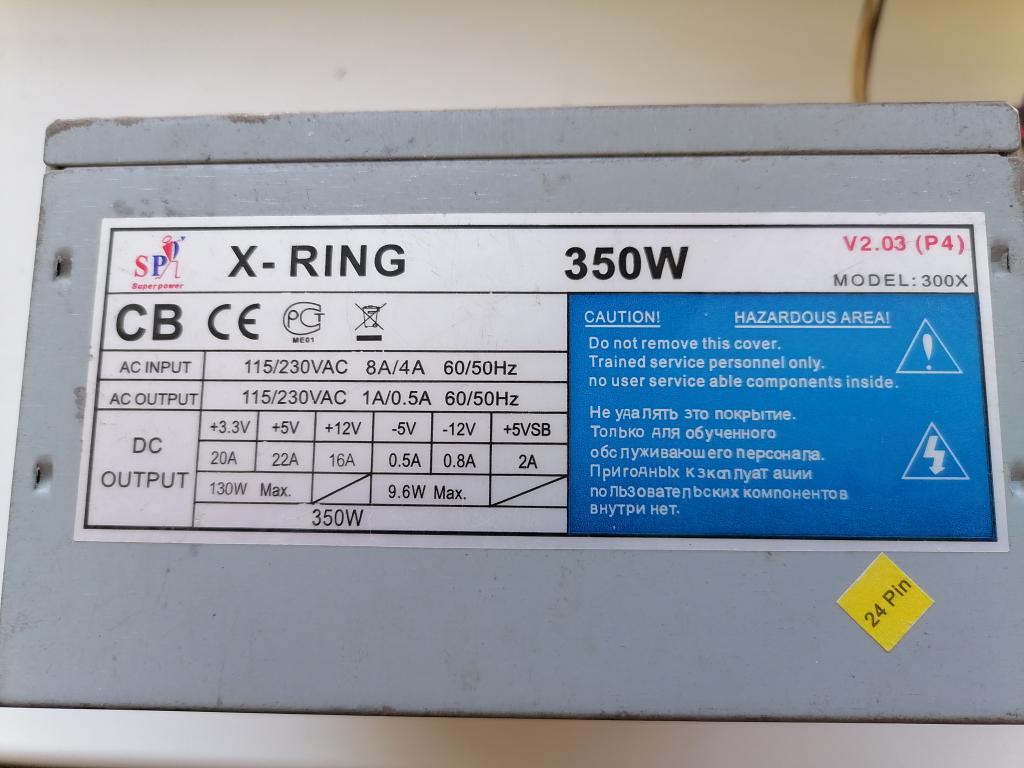 SP
Superpower
X-RING
350W
V2.03 (P4)
MODEL: 300X
CB CE PCT
ME01
AC INPUT 115/230VAC 8A/4A 60/50Hz
AC OUTPUT 115/230VAC 1A/0.5A 60/50Hz
DC
OUTPUT
+3.3V +5V +12V -5V -12V +5VSB
20A 22A 16A 0.5A 0.8A 2A
130W Max. 9.6W Max.
350W
CAUTION! HAZARDOUS AREA!
Do not remove this cover.
Trained service personnel only.
no user service able components inside.
Не удалять это покрытие.
Только для обученного
обслуживающего персонала.
Пригодных к эксплуат ации
пользовательских компонентов
внутри нет.
24 Pin